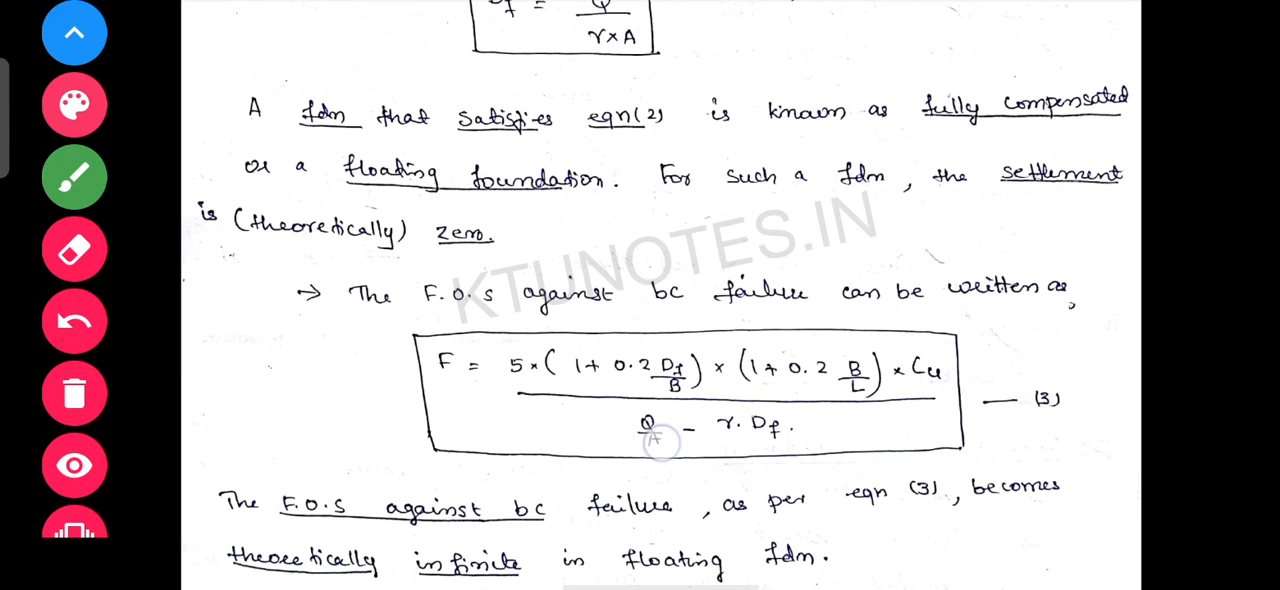 Df = Q
γ×A
A fdn that satisfies eqn(2) is known as fully compensated
or a floating foundation. For such a fdn, the settlement
is (theoretically) zero.
KTUNOTES.IN
→ The F.O.S against bc failure can be written as,
F = 5×(1+0.2 Df/B)×(1+0.2 B/L)×Cu
Q/A - γ.Df. — (3)
The F.O.S against bc failure, as per eqn (3), becomes
theoretically infinite in floating fdn.